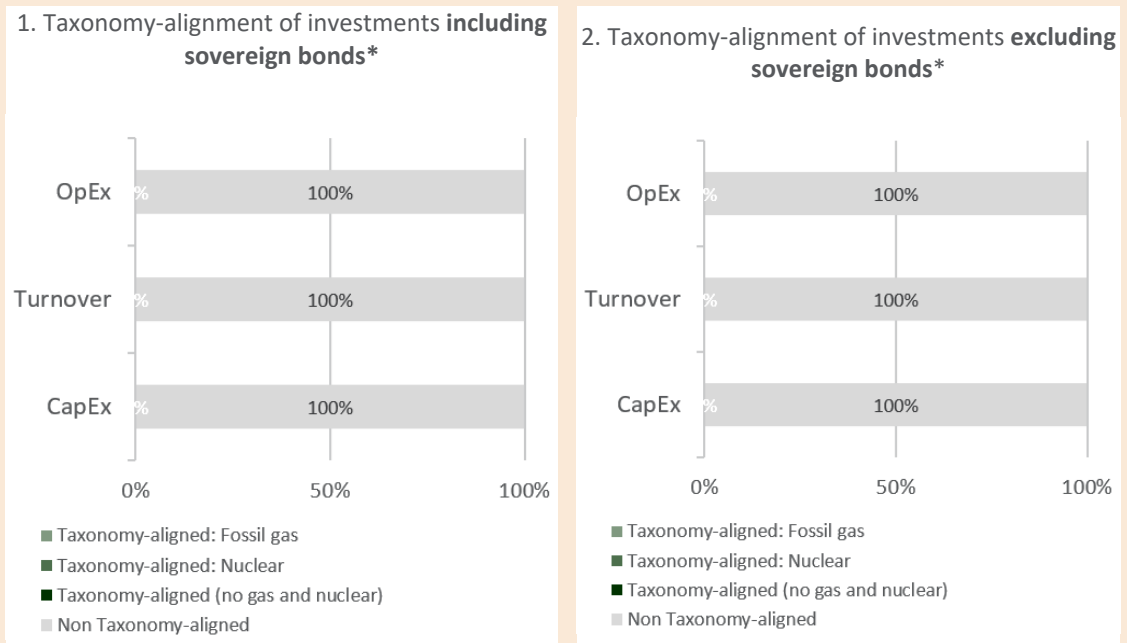 1. Taxonomy-alignment of investments including
sovereign bonds*
OpEx
%
100%
Turnover
%
100%
CapEx
%
100%
0%
50%
100%
Taxonomy-aligned: Fossil gas
Taxonomy-aligned: Nuclear
Taxonomy-aligned (no gas and nuclear)
Non Taxonomy-aligned
2. Taxonomy-alignment of investments excluding
sovereign bonds*
OpEx
%
100%
Turnover
%
100%
CapEx
%
100%
0%
50%
100%
Taxonomy-aligned: Fossil gas
Taxonomy-aligned: Nuclear
Taxonomy-aligned (no gas and nuclear)
Non Taxonomy-aligned